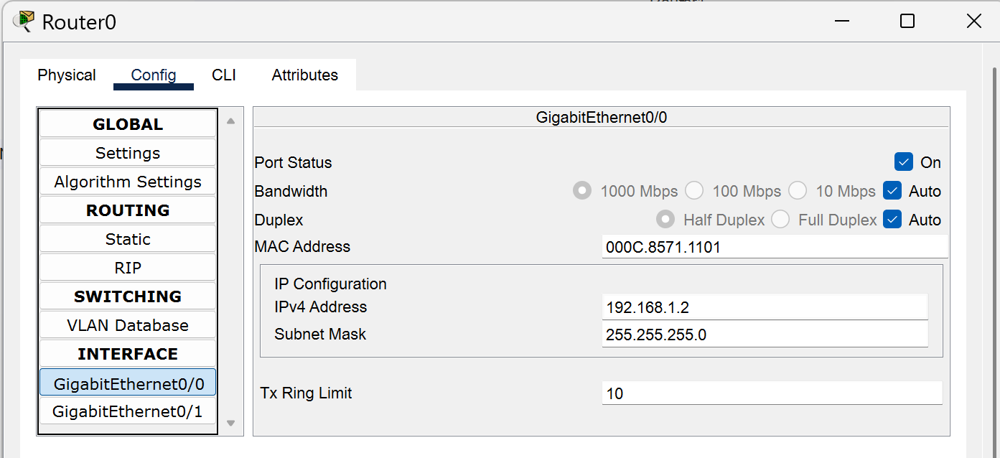 Router0
Physical Config CLI Attributes
GLOBAL
Settings
Algorithm Settings
ROUTING
Static
RIP
SWITCHING
VLAN Database
INTERFACE
GigabitEthernet0/0
GigabitEthernet0/1
GigabitEthernet0/0
Port Status On
Bandwidth 1000 Mbps 100 Mbps 10 Mbps Auto
Duplex Half Duplex Full Duplex Auto
MAC Address 000C.8571.1101
IP Configuration
IPv4 Address 192.168.1.2
Subnet Mask 255.255.255.0
Tx Ring Limit 10